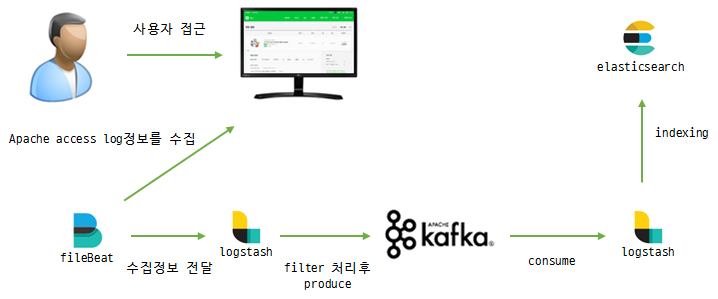 사용자 접근
elasticsearch
Apache access log정보를 수집
indexing
fileBeat
수집정보 전달
logstash
filter 처리후
produce
APACHE
kafka®
consume
logstash